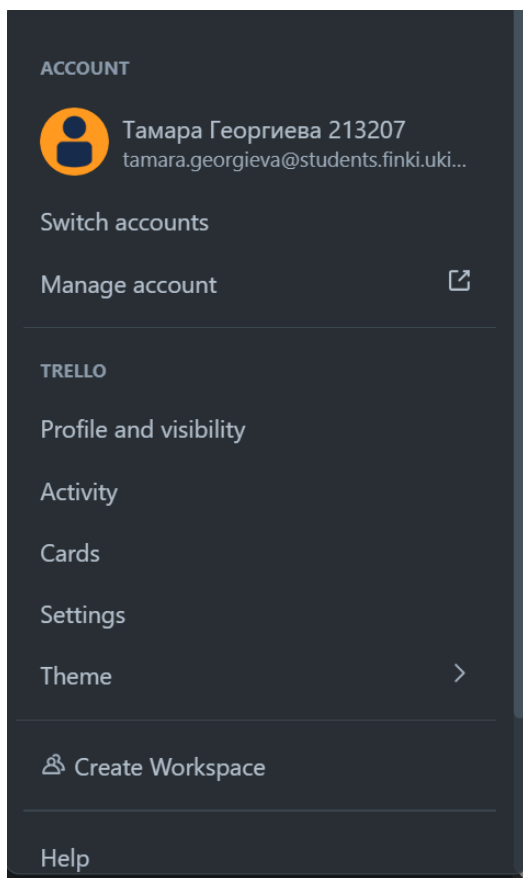 ACCOUNT
Тамара Георгиева 213207
tamara.georgieva@students.finki.uki...
Switch accounts
Manage account
TRELLO
Profile and visibility
Activity
Cards
Settings
Theme
Create Workspace
Help